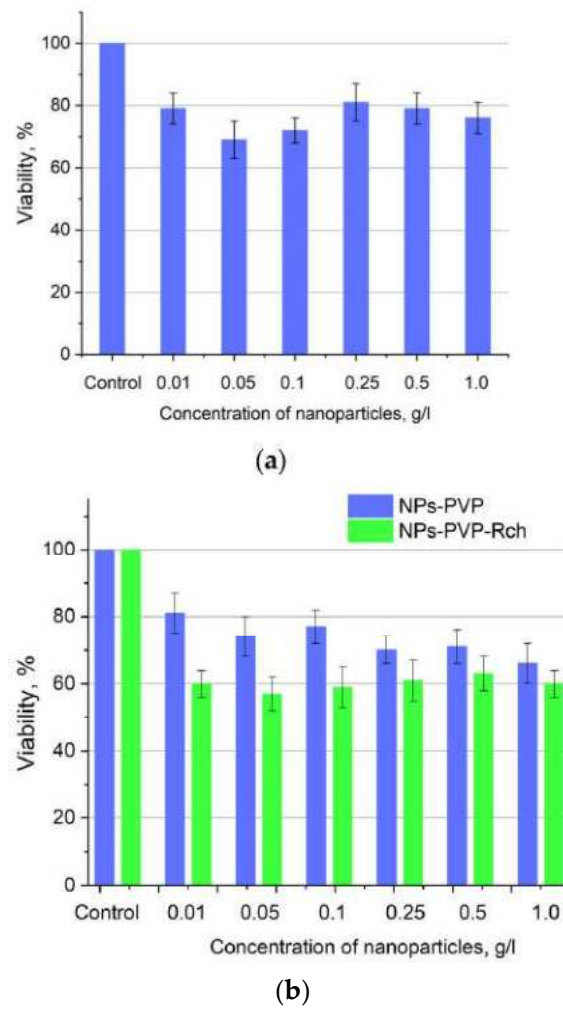 100
80
60
40
20
0
Viability, %
Control 0.01 0.05 0.1 0.25 0.5 1.0
Concentration of nanoparticles, g/l
(a)
NPs-PVP
NPs-PVP-Rch
100
80
60
40
20
0
Viability, %
Control 0.01 0.05 0.1 0.25 0.5 1.0
Concentration of nanoparticles, g/l
(b)